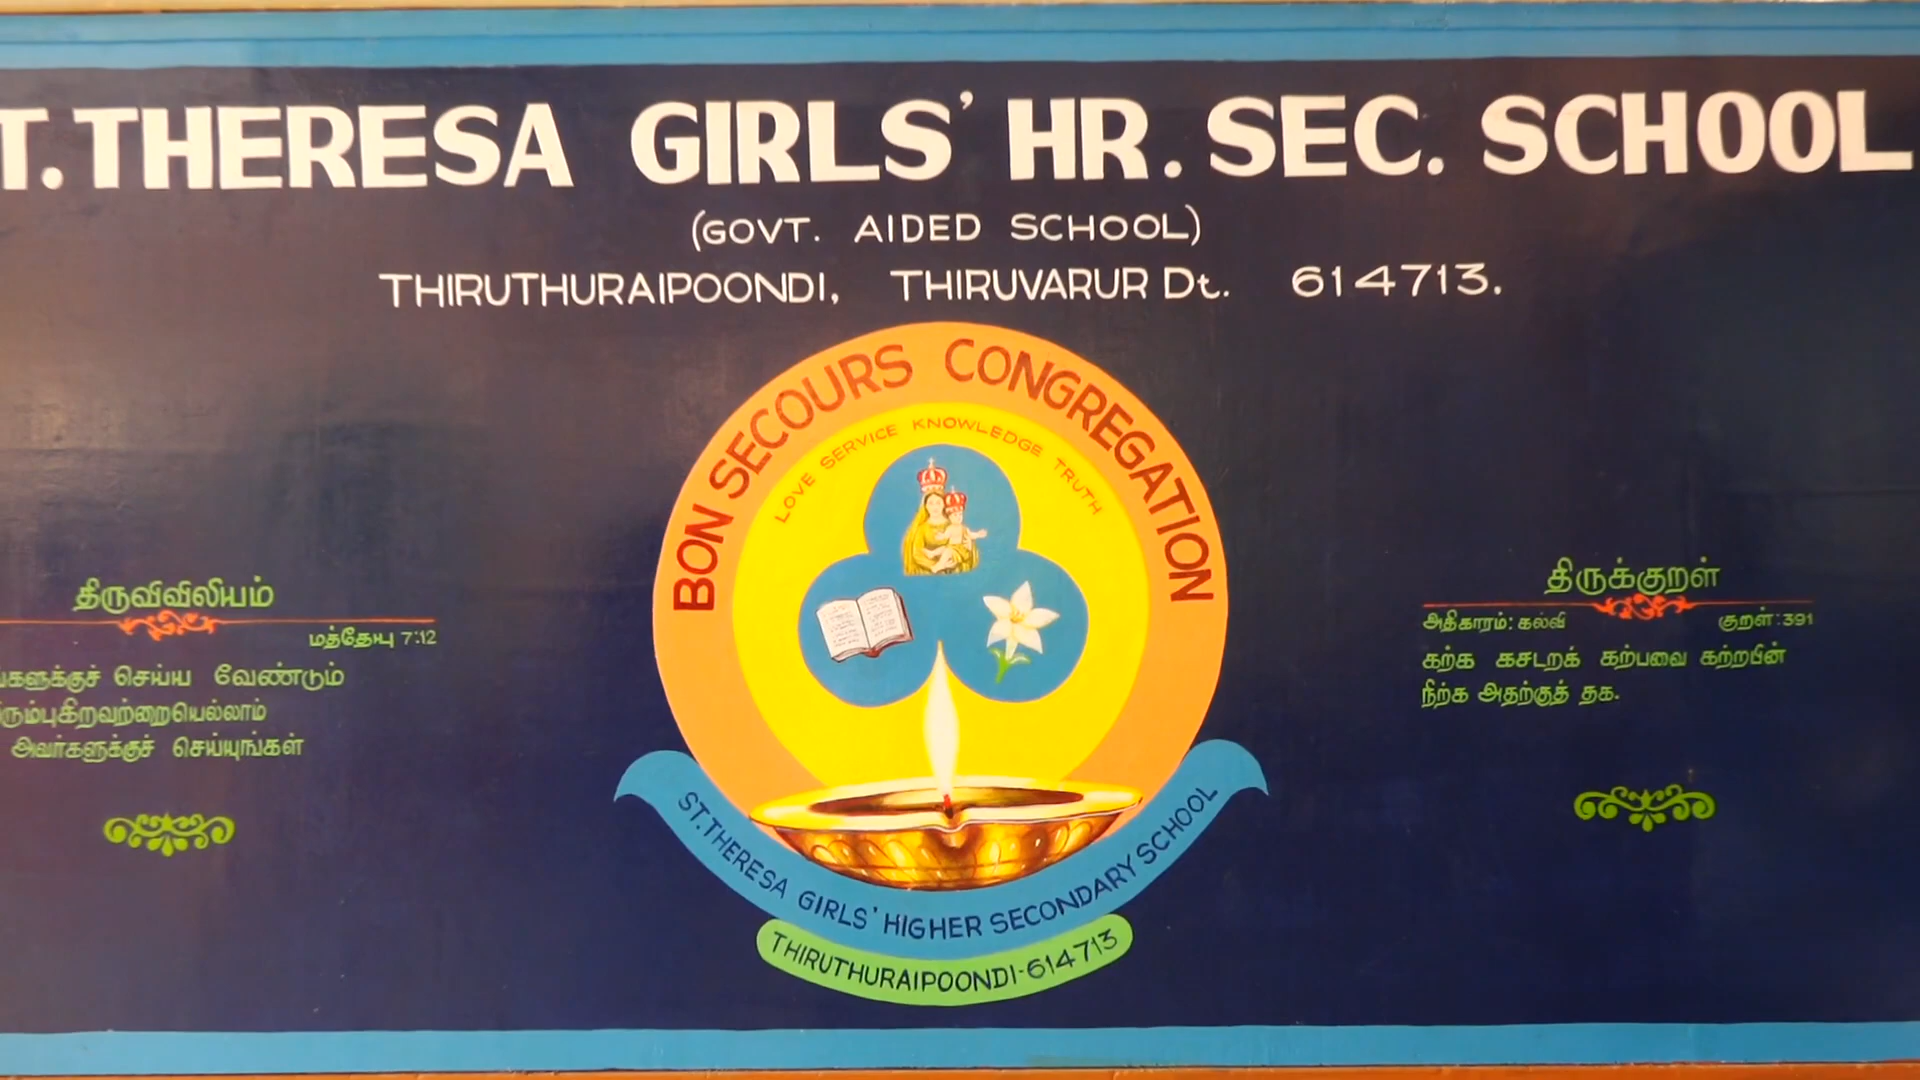 T. THERESA GIRLS' HR. SEC. SCHOOL
(GOVT. AIDED SCHOOL)
THIRUTHURAIPOONDI, THIRUVARUR Dt. 614713.
BON SECOURS CONGREGATION
LOVE SERVICE KNOWLEDGE TRUTH
திருவிவிலியம்
மத்தேயு 7:12
செய்ய வேண்டும்
அவர்களுக்குச் செய்யுங்கள்
திருக்குறள்
அதிகாரம்: கல்வி குறள்:391
கற்க கசடறக் கற்பவை கற்றபின்
நிற்க அதற்குத் தக.
ST. THERESA GIRLS' HIGHER SECONDARY SCHOOL
THIRUTHURAIPOONDI-614713